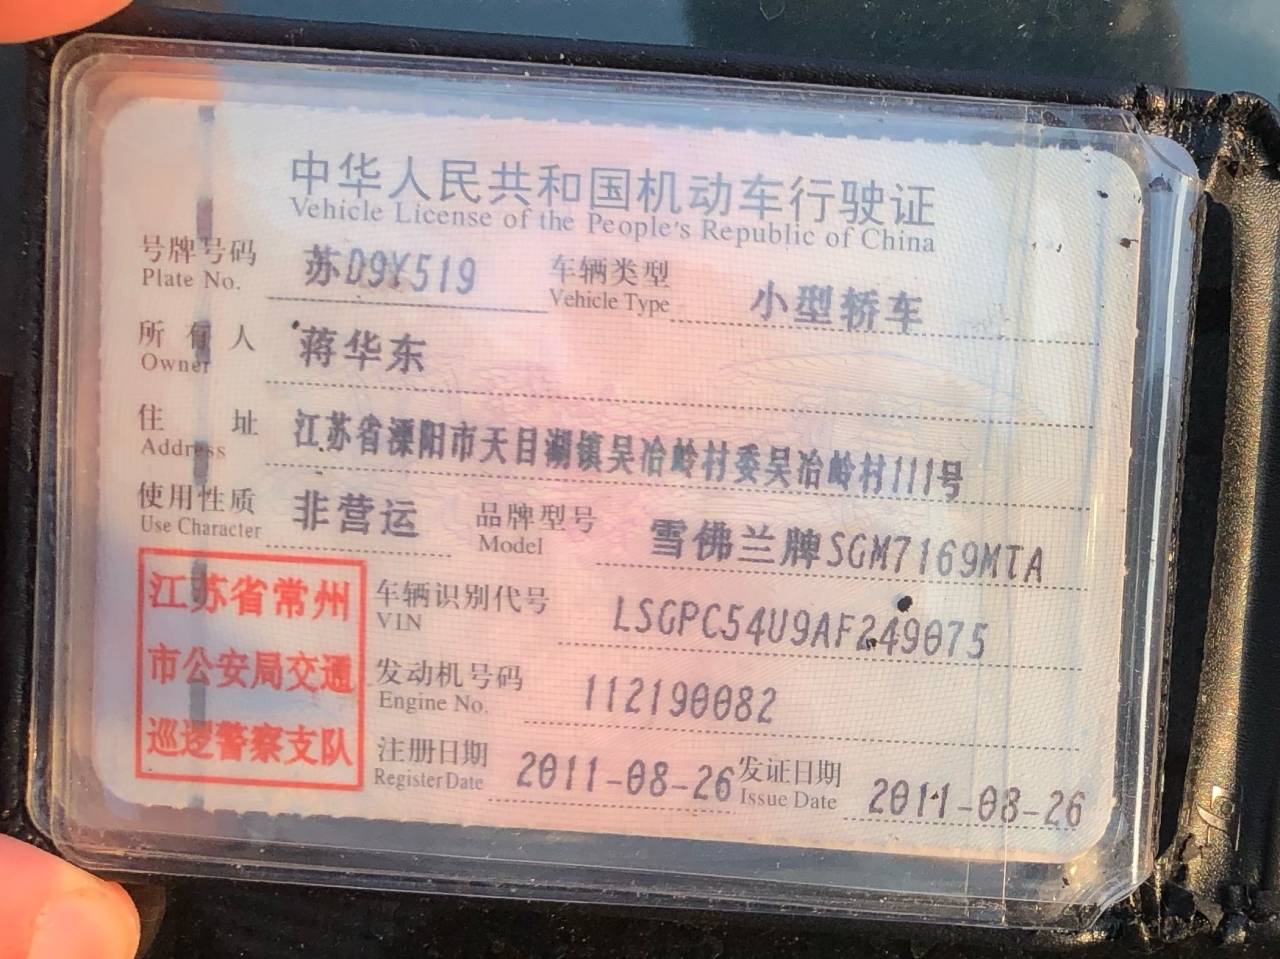 中华人民共和国机动车行驶证
Vehicle License of the People's Republic of China
号牌号码 苏D9Y519 车辆类型 小型轿车
Plate No. Vehicle Type
所有人 蒋华东
Owner
住址 江苏省溧阳市天目湖镇吴冶岭村委吴冶岭村111号
Address
使用性质 非营运 品牌型号 雪佛兰牌SGM7169MTA
Use Character Model
江苏省常州
市公安局交通
巡逻警察支队
车辆识别代号 LSGPC54U9AF249075
VIN
发动机号码 112190082
Engine No.
注册日期 2011-08-26 发证日期 2011-08-26
Register Date Issue Date